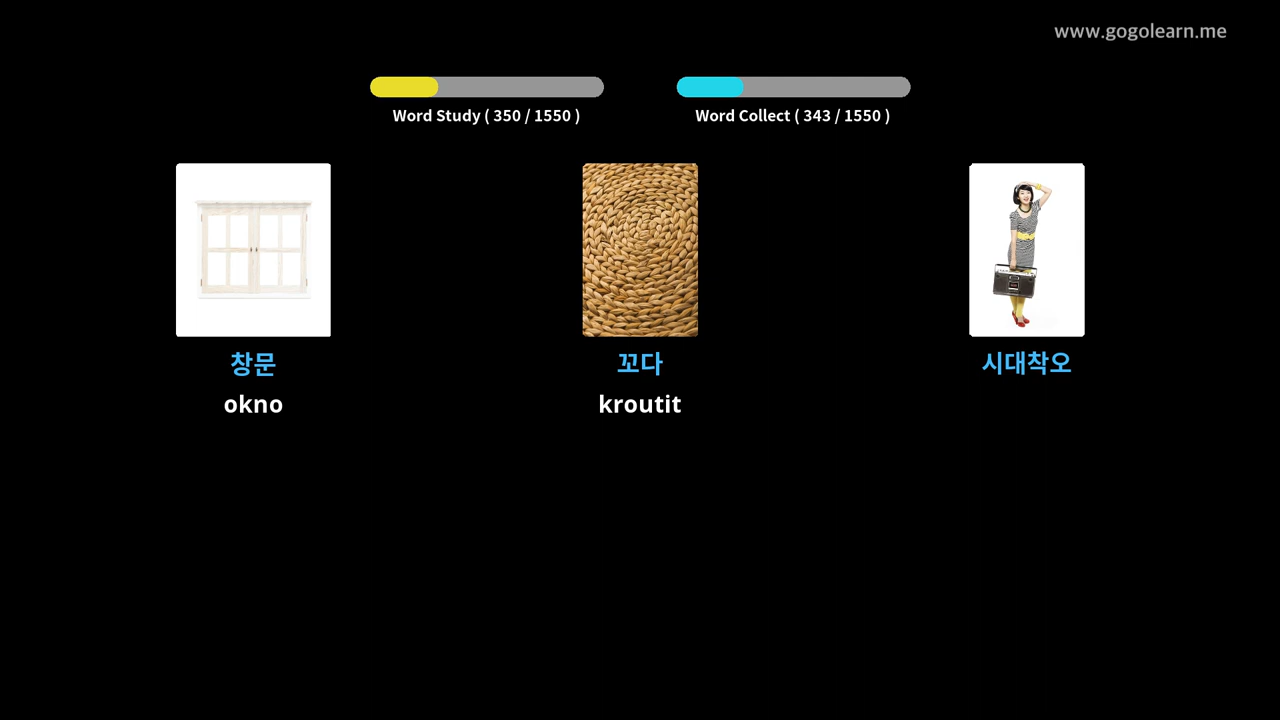 www.gogolearn.me
Word Study ( 350 / 1550 )
Word Collect ( 343 / 1550 )
창문
okno
꼬다
kroutit
시대착오